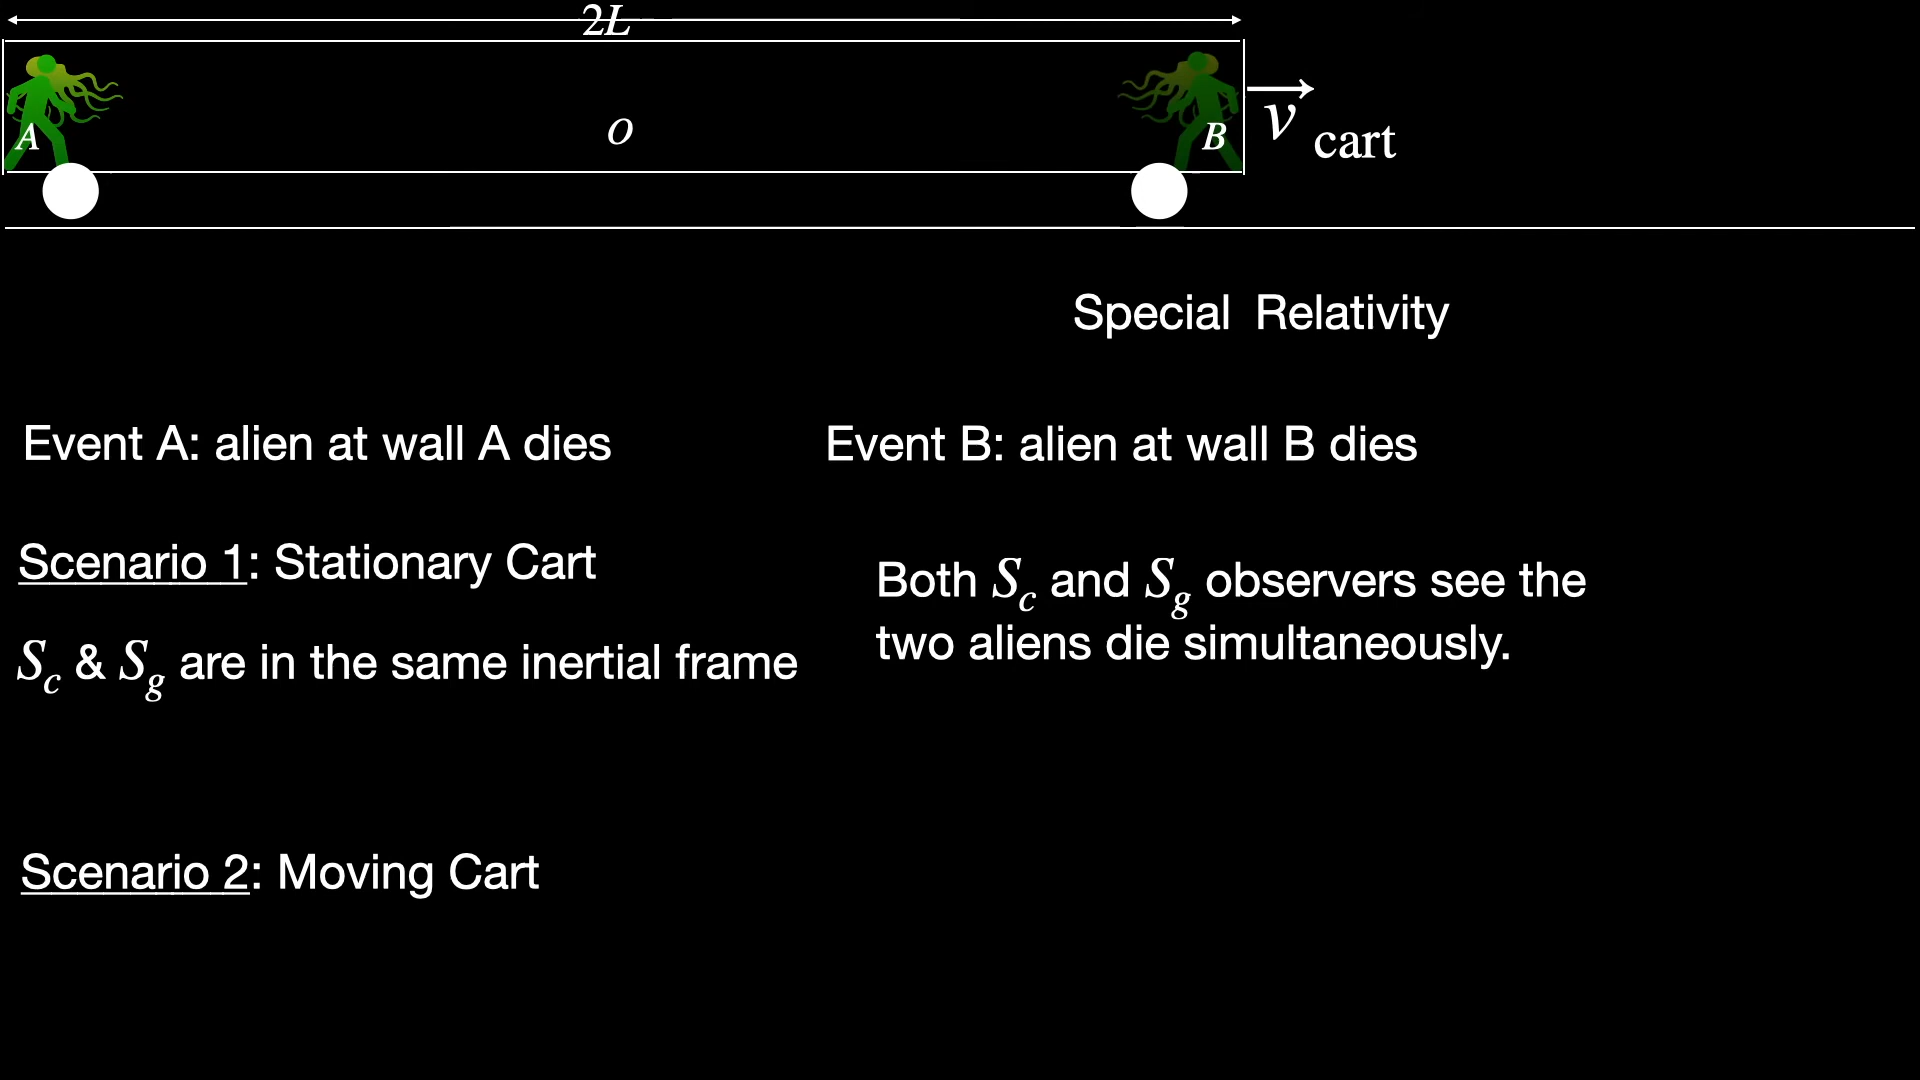 2L
A
O
B
v cart
Special Relativity
Event A: alien at wall A dies
Event B: alien at wall B dies
Scenario 1: Stationary Cart
Both S_c and S_g observers see the
two aliens die simultaneously.
S_c & S_g are in the same inertial frame
Scenario 2: Moving Cart